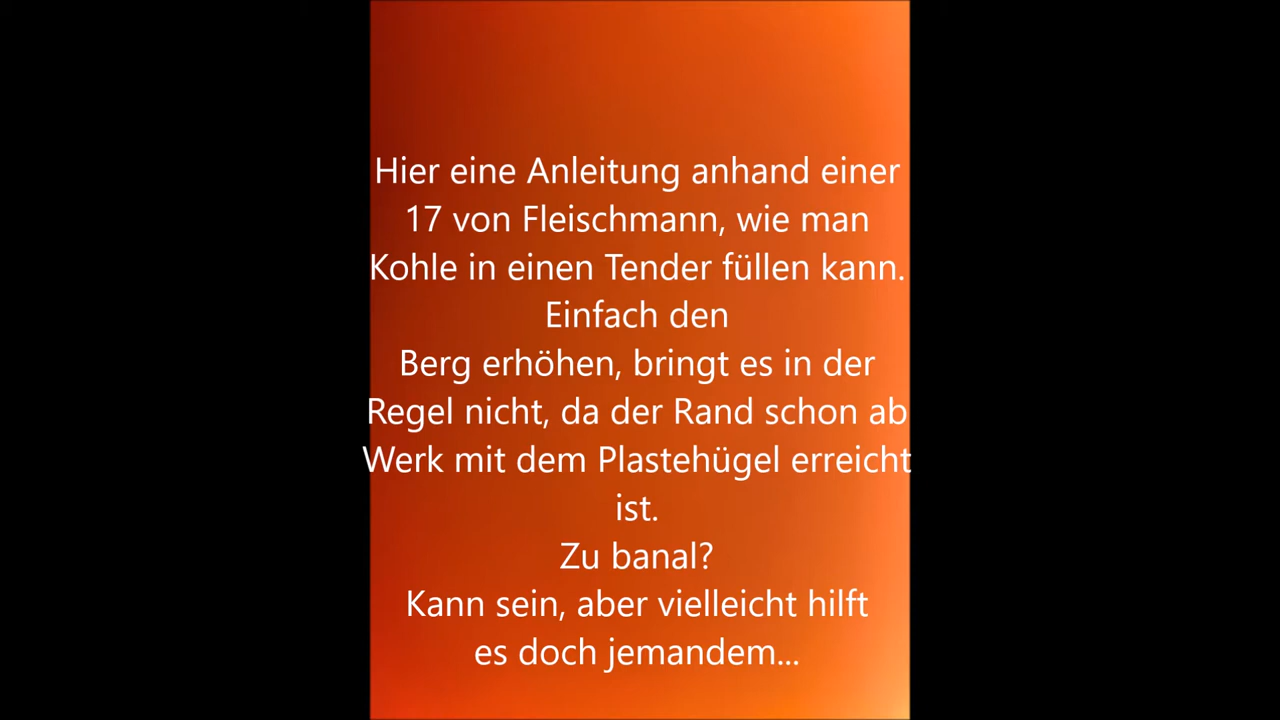 Hier eine Anleitung anhand einer
17 von Fleischmann, wie man
Kohle in einen Tender füllen kann.
Einfach den
Berg erhöhen, bringt es in der
Regel nicht, da der Rand schon ab
Werk mit dem Plastehügel erreicht
ist.
Zu banal?
Kann sein, aber vielleicht hilft
es doch jemandem...